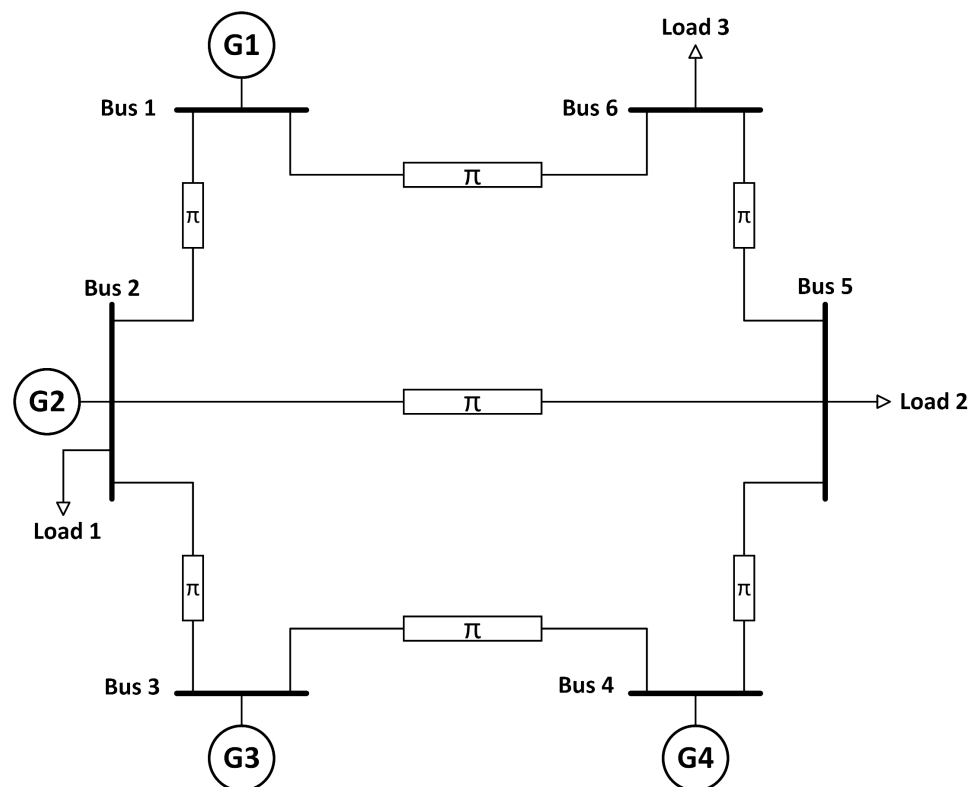 G1
Load 3
Bus 1
Bus 6
π
π
π
Bus 2
Bus 5
G2
π
Load 2
Load 1
π
π
π
Bus 3
Bus 4
G3
G4